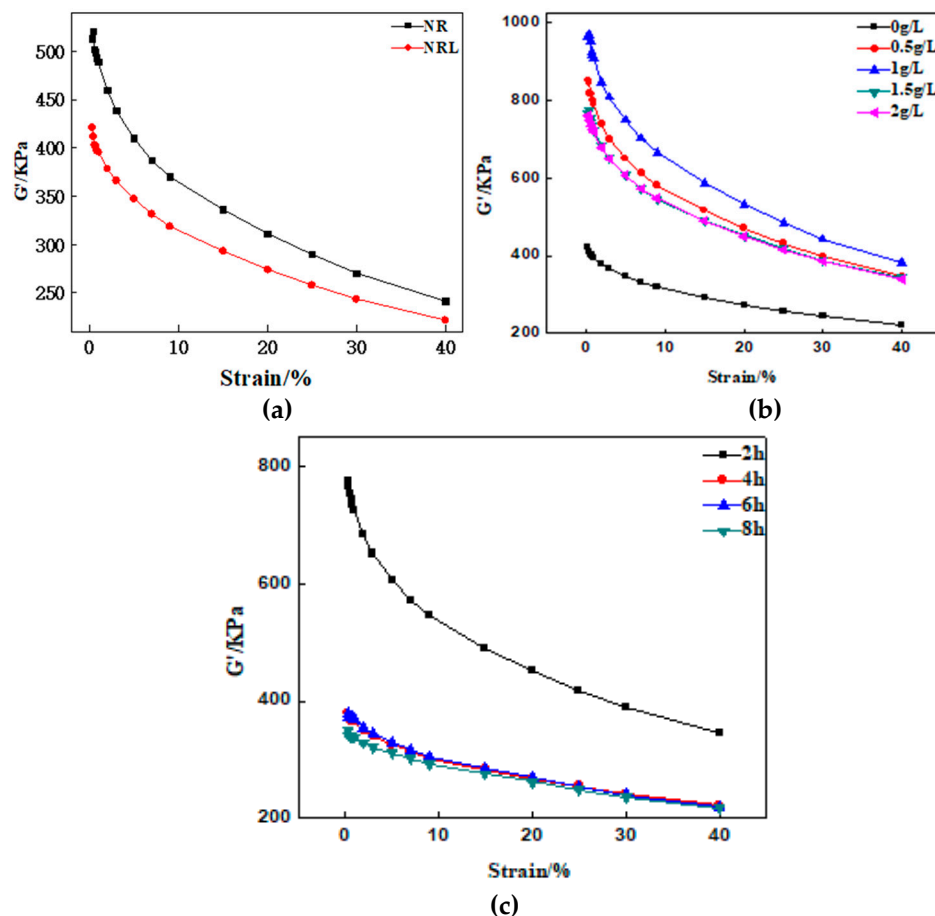 NR
NRL
500
450
400
350
300
250
G'/KPa
0 10 20 30 40
Strain/%
(a)
0g/L
0.5g/L
1g/L
1.5g/L
2g/L
1000
800
600
400
200
G'/KPa
0 10 20 30 40
Strain/%
(b)
2h
4h
6h
8h
800
600
400
200
G'/KPa
0 10 20 30 40
Strain/%
(c)